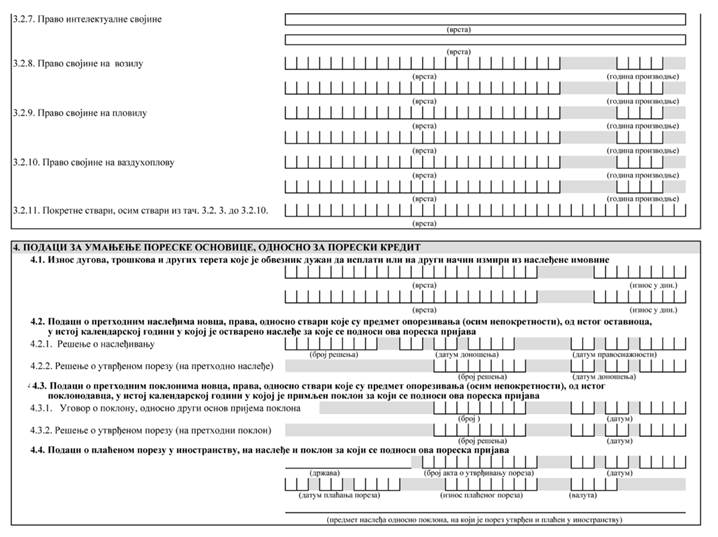 3.2.7. Право интелектуалне својине
(врста)
(врста)
3.2.8. Право својине на возилу
(врста) (година производње)
(врста) (година производње)
3.2.9. Право својине на пловилу
(врста) (година производње)
(врста) (година производње)
3.2.10. Право својине на ваздухоплову
(врста) (година производње)
(врста) (година производње)
3.2.11. Покретне ствари, осим ствари из тач. 3.2. 3. до 3.2.10.
(врста)
4. ПОДАЦИ ЗА УМАЊЕЊЕ ПОРЕСКЕ ОСНОВИЦЕ, ОДНОСНО ЗА ПОРЕСКИ КРЕДИТ
4.1. Износ дугова, трошкова и других терета које је обвезник дужан да исплати или на други начин измири из наслеђене имовине
(врста) (износ у дин.)
(врста) (износ у дин.)
4.2. Подаци о претходним наслеђима новца, права, односно ствари које су предмет опорезивања (осим непокретности), од истог оставиоца,
у истој календарској години у којој је остварено наслеђе за које се подноси ова пореска пријава
4.2.1. Решење о наслеђивању
(број решења) (датум доношења) (датум правоснажности)
4.2.2. Решење о утврђеном порезу (на претходно наслеђе)
(број решења) (датум доношења)
4.3. Подаци о претходним поклонима новца, права, односно ствари које су предмет опорезивања (осим непокретности), од истог
поклонодавца, у истој календарској години у којој је примљен поклон за који се подноси ова пореска пријава
4.3.1. Уговор о поклону, односно други основ пријема поклона
(број ) (датум)
4.3.2. Решење о утврђеном порезу (на претходни поклон)
(број решења) (датум)
4.4. Подаци о плаћеном порезу у иностранству, на наслеђе и поклон за који се подноси ова пореска пријава
(држава) (број акта о утврђивању пореза) (датум)
(датум плаћања пореза) (износ плаћеног пореза) (валута)
(предмет наслеђа односно поклона, на који је порез утврђен и плаћен у иностранству)